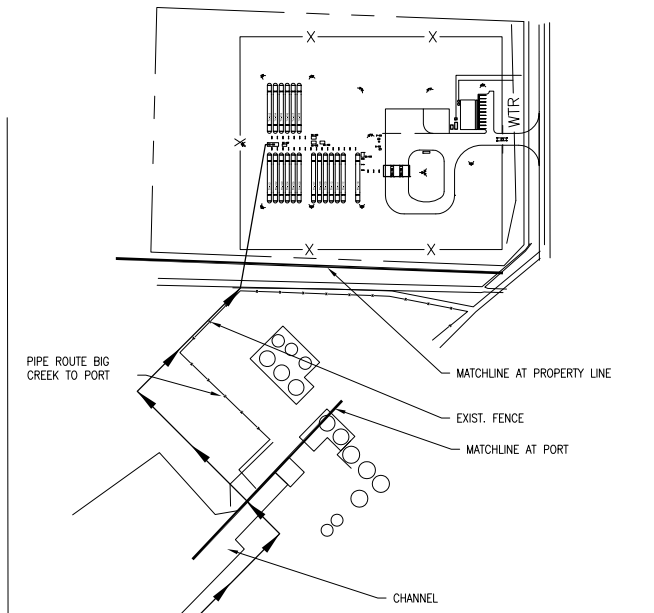 WTR
PIPE ROUTE BIG
CREEK TO PORT
MATCHLINE AT PROPERTY LINE
EXIST. FENCE
MATCHLINE AT PORT
CHANNEL